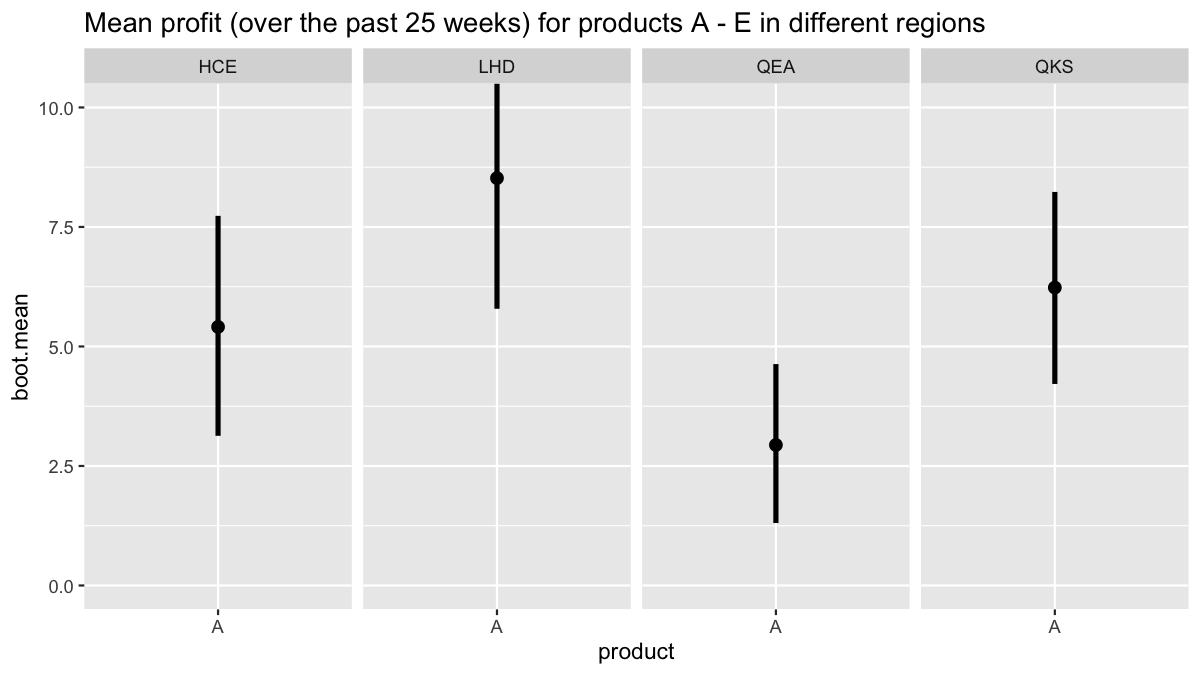 Mean profit (over the past 25 weeks) for products A - E in different regions
HCE LHD QEA QKS
10.0
7.5
5.0
2.5
0.0
boot.mean
A A A A
product